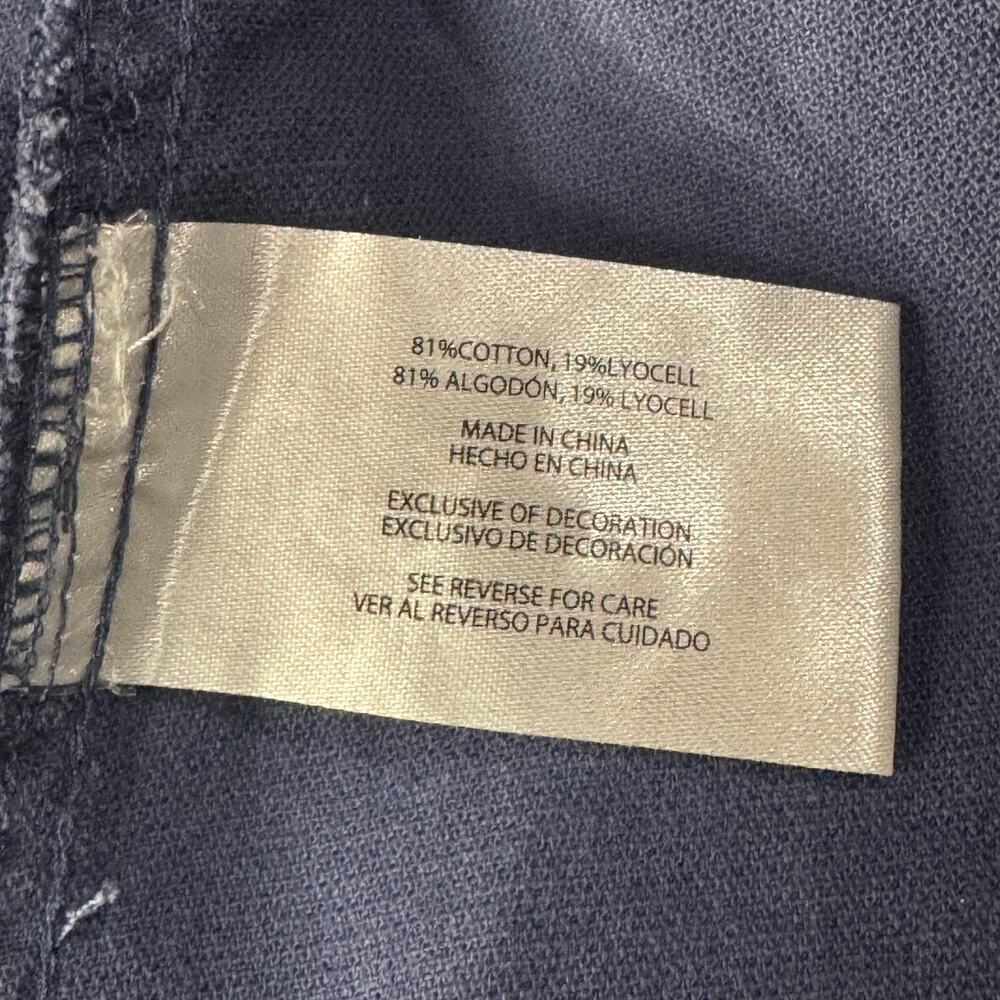 81%COTTON, 19%LYOCELL
81% ALGODÓN, 19% LYOCELL
MADE IN CHINA
HECHO EN CHINA
EXCLUSIVE OF DECORATION
EXCLUSIVO DE DECORACIÓN
SEE REVERSE FOR CARE
VER AL REVERSO PARA CUIDADO